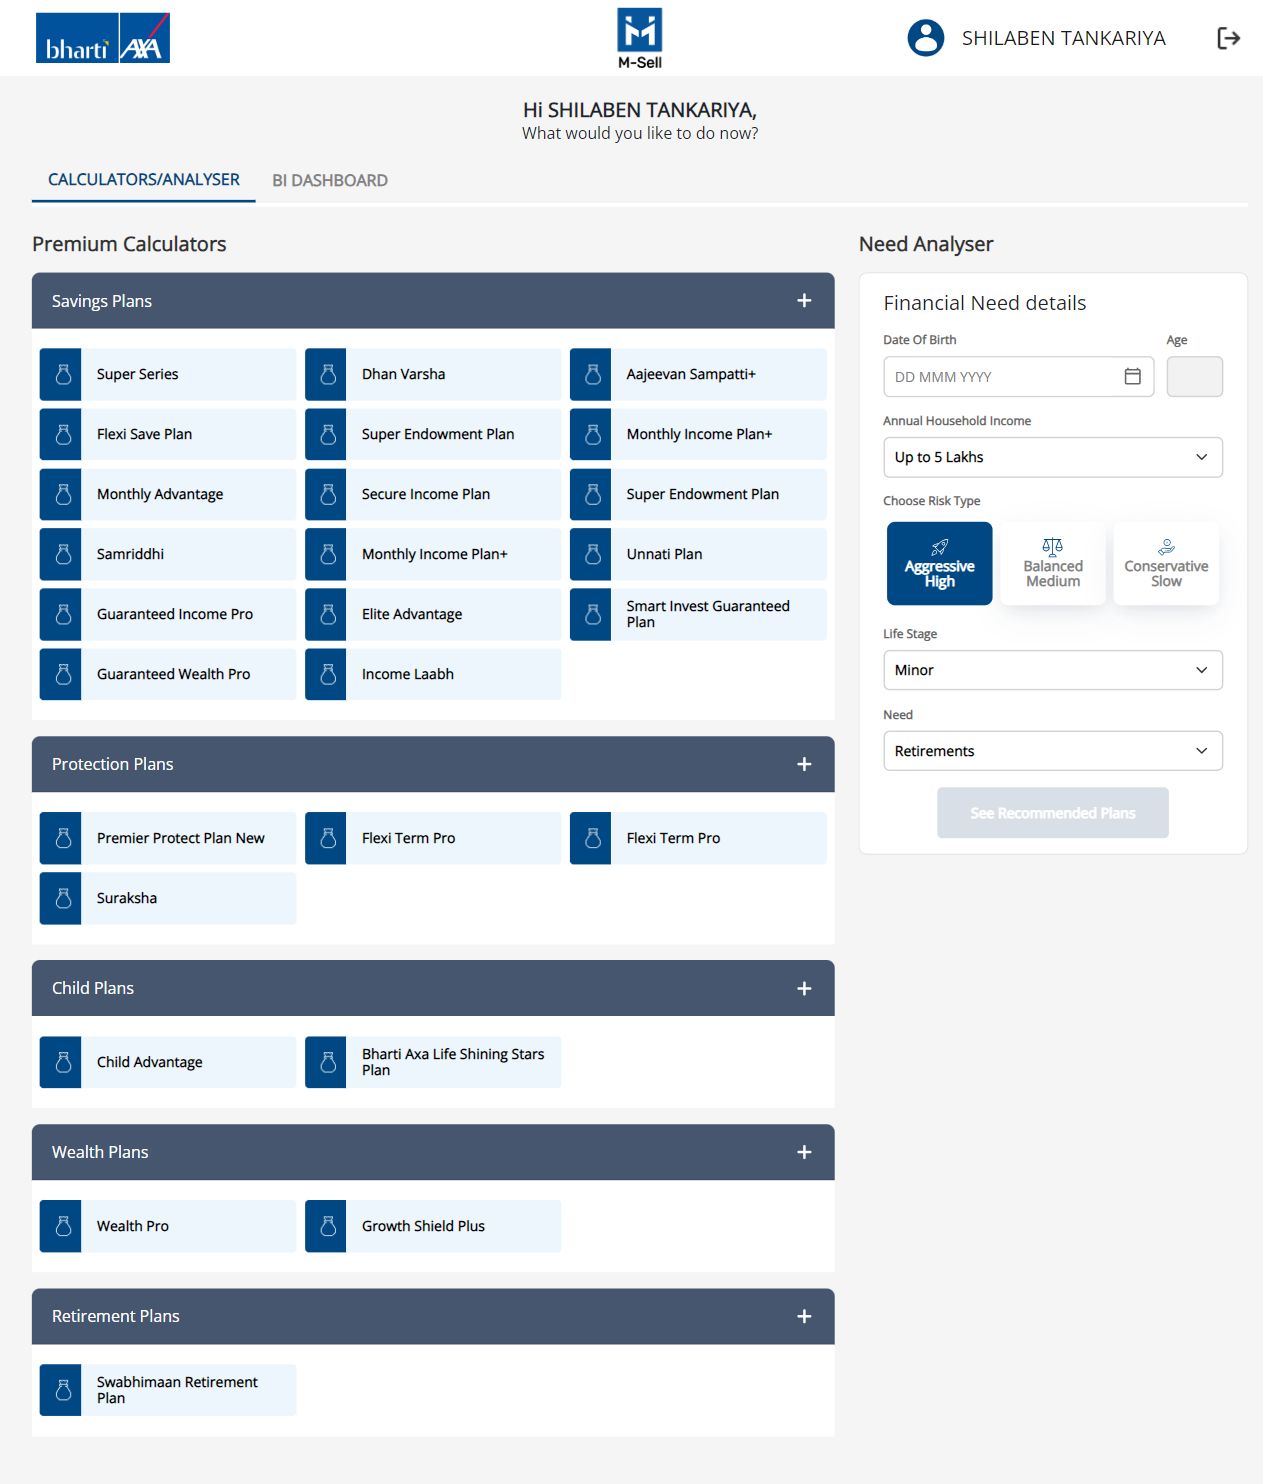 bharti AXA
M-Sell
SHILABEN TANKARIYA
Hi SHILABEN TANKARIYA,
What would you like to do now?
CALCULATORS/ANALYSER BI DASHBOARD
Premium Calculators
Savings Plans
Super Series
Dhan Varsha
Aajeevan Sampatti+
Flexi Save Plan
Super Endowment Plan
Monthly Income Plan+
Monthly Advantage
Secure Income Plan
Super Endowment Plan
Samriddhi
Monthly Income Plan+
Unnati Plan
Guaranteed Income Pro
Elite Advantage
Smart Invest Guaranteed
Plan
Guaranteed Wealth Pro
Income Laabh
Protection Plans
Premier Protect Plan New
Flexi Term Pro
Flexi Term Pro
Suraksha
Child Plans
Child Advantage
Bharti Axa Life Shining Stars
Plan
Wealth Plans
Wealth Pro
Growth Shield Plus
Retirement Plans
Swabhimaan Retirement
Plan
Need Analyser
Financial Need details
Date Of Birth
Age
DD MMM YYYY
Annual Household Income
Up to 5 Lakhs
Choose Risk Type
Aggressive
High
Balanced
Medium
Conservative
Slow
Life Stage
Minor
Need
Retirements
See Recommended Plans